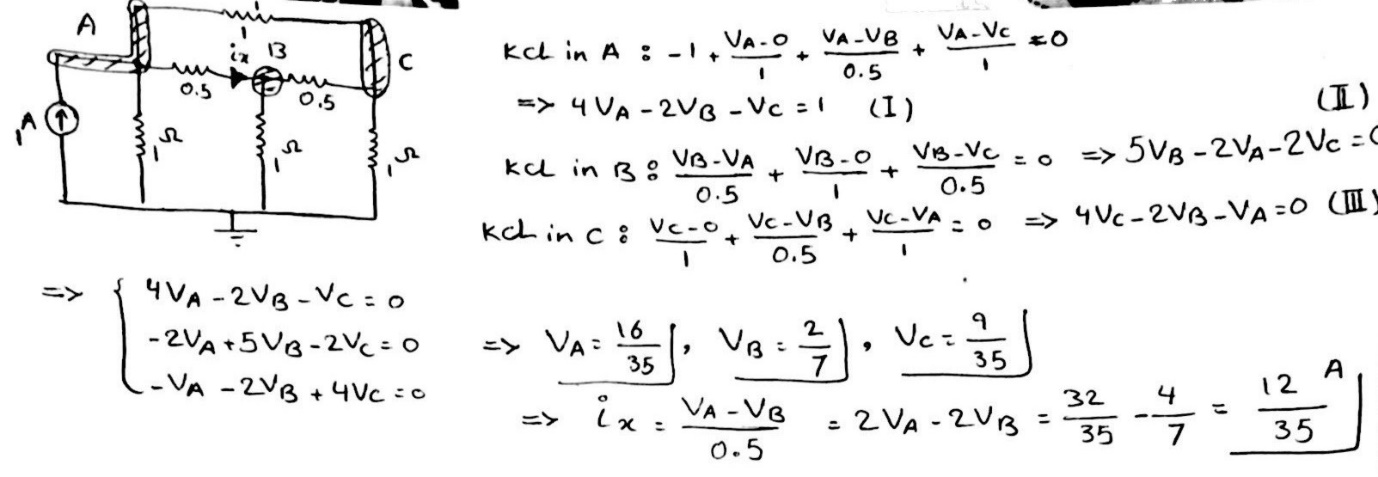 A
1
ix
B
C
0.5
0.5
1A
1Ω
1Ω
1Ω
KCL in A : -1 + (VA-0)/1 + (VA-VB)/0.5 + (VA-VC)/1 = 0
=> 4VA - 2VB - VC = 1 (I)
(II)
KCL in B : (VB-VA)/0.5 + (VB-0)/1 + (VB-VC)/0.5 = 0 => 5VB - 2VA - 2VC = 0
KCL in C : (VC-0)/1 + (VC-VB)/0.5 + (VC-VA)/1 = 0 => 4VC - 2VB - VA = 0 (III)
=> { 4VA - 2VB - VC = 0
-2VA + 5VB - 2VC = 0
-VA - 2VB + 4VC = 0
=> VA = 16/35, VB = 2/7, VC = 9/35
=> ix = (VA-VB)/0.5 = 2VA - 2VB = 32/35 - 4/7 = 12/35 A